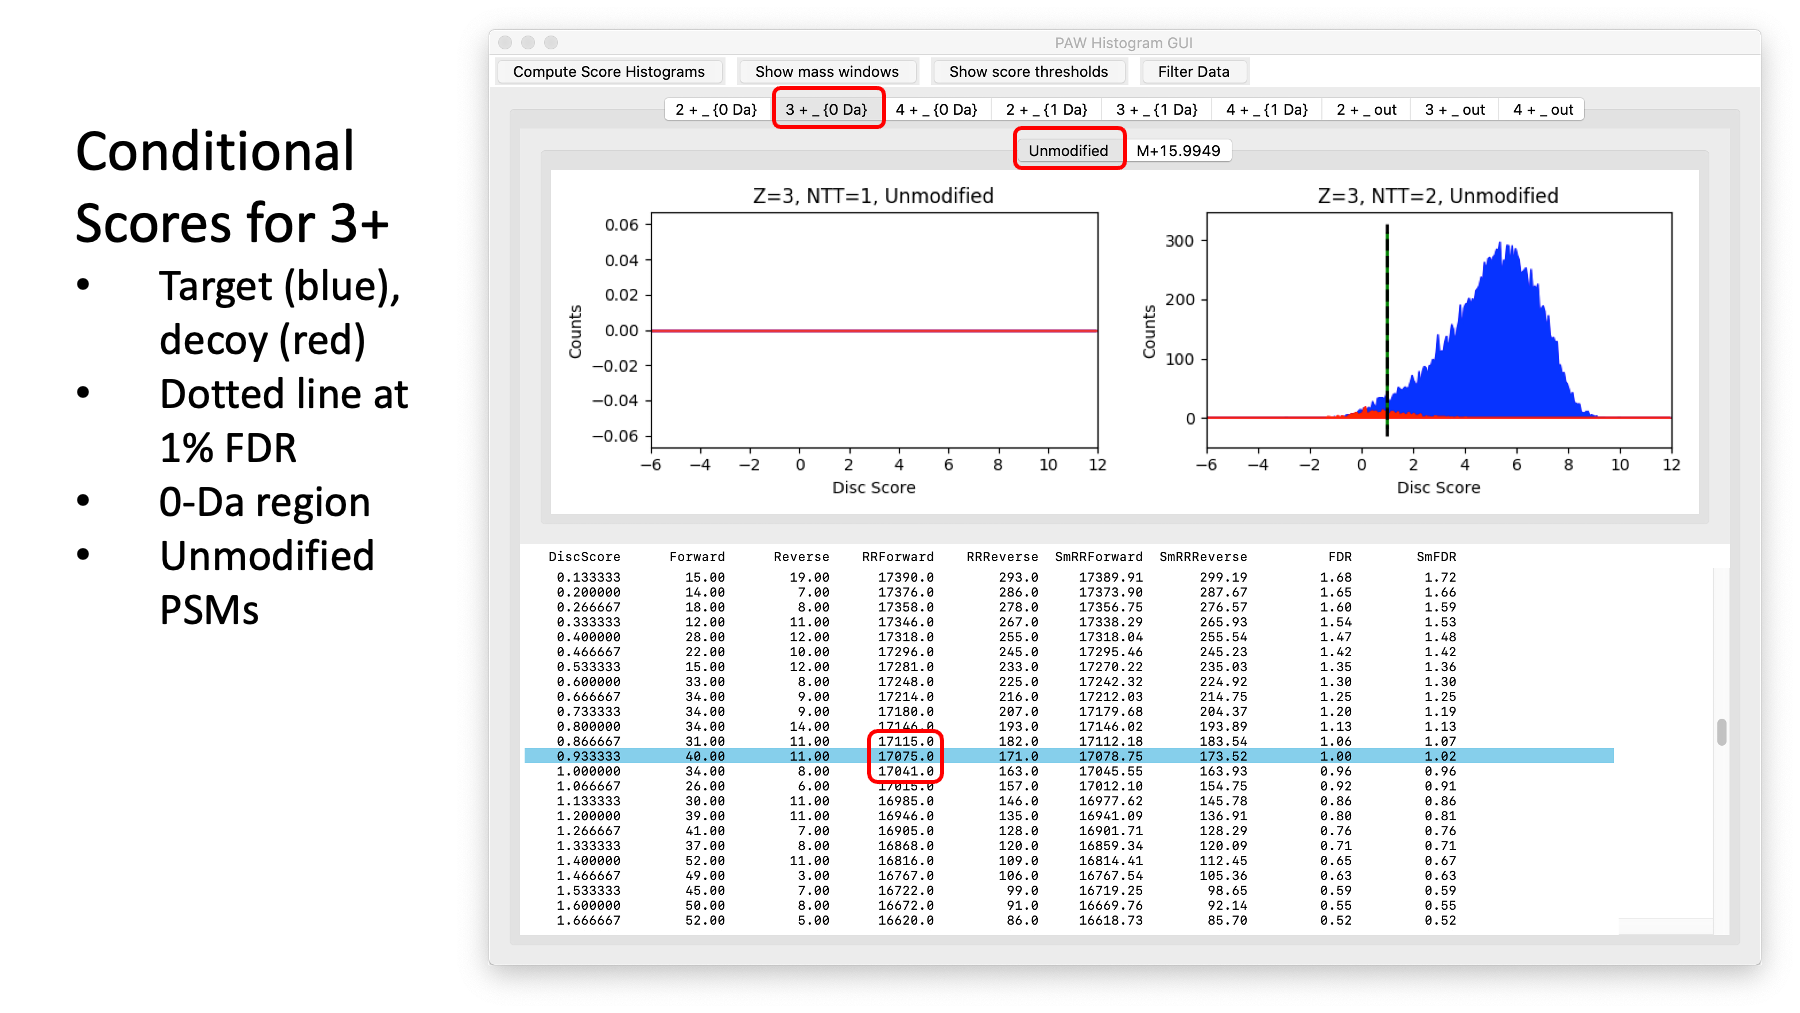 Conditional
Scores for 3+
• Target (blue),
decoy (red)
• Dotted line at
1% FDR
• 0-Da region
• Unmodified
PSMs
PAW Histogram GUI
Compute Score Histograms Show mass windows Show score thresholds Filter Data
2 + _ {0 Da} 3 + _ {0 Da} 4 + _ {0 Da} 2 + _ {1 Da} 3 + _ {1 Da} 4 + _ {1 Da} 2 + _ out 3 + _ out 4 + _ out
Unmodified M+15.9949
Z=3, NTT=1, Unmodified
0.06
0.04
0.02
0.00
−0.02
−0.04
−0.06
Counts
−6 −4 −2 0 2 4 6 8 10 12
Disc Score
Z=3, NTT=2, Unmodified
300
200
100
0
Counts
−6 −4 −2 0 2 4 6 8 10 12
Disc Score
DiscScore Forward Reverse RRForward RRReverse SmRRForward SmRRReverse FDR SmFDR
0.133333 15.00 19.00 17390.0 293.0 17389.91 299.19 1.68 1.72
0.200000 14.00 7.00 17376.0 286.0 17373.90 287.67 1.65 1.66
0.266667 18.00 8.00 17358.0 278.0 17356.75 276.57 1.60 1.59
0.333333 12.00 11.00 17346.0 267.0 17338.29 265.93 1.54 1.53
0.400000 28.00 12.00 17318.0 255.0 17318.04 255.54 1.47 1.48
0.466667 22.00 10.00 17296.0 245.0 17295.46 245.23 1.42 1.42
0.533333 15.00 12.00 17281.0 233.0 17270.22 235.03 1.35 1.36
0.600000 33.00 8.00 17248.0 225.0 17242.32 224.92 1.30 1.30
0.666667 34.00 9.00 17214.0 216.0 17212.03 214.75 1.25 1.25
0.733333 34.00 9.00 17180.0 207.0 17179.68 204.37 1.20 1.19
0.800000 34.00 14.00 17146.0 193.0 17146.02 193.89 1.13 1.13
0.866667 31.00 11.00 17115.0 182.0 17112.18 183.54 1.06 1.07
0.933333 40.00 11.00 17075.0 171.0 17078.75 173.52 1.00 1.02
1.000000 34.00 8.00 17041.0 163.0 17045.55 163.93 0.96 0.96
1.066667 26.00 6.00 17015.0 157.0 17012.10 154.75 0.92 0.91
1.133333 30.00 11.00 16985.0 146.0 16977.62 145.78 0.86 0.86
1.200000 39.00 11.00 16946.0 135.0 16941.09 136.91 0.80 0.81
1.266667 41.00 7.00 16905.0 128.0 16901.71 128.29 0.76 0.76
1.333333 37.00 8.00 16868.0 120.0 16859.34 120.09 0.71 0.71
1.400000 52.00 11.00 16816.0 109.0 16814.41 112.45 0.65 0.67
1.466667 49.00 3.00 16767.0 106.0 16767.54 105.36 0.63 0.63
1.533333 45.00 7.00 16722.0 99.0 16719.25 98.65 0.59 0.59
1.600000 50.00 8.00 16672.0 91.0 16669.76 92.14 0.55 0.55
1.666667 52.00 5.00 16620.0 86.0 16618.73 85.70 0.52 0.52